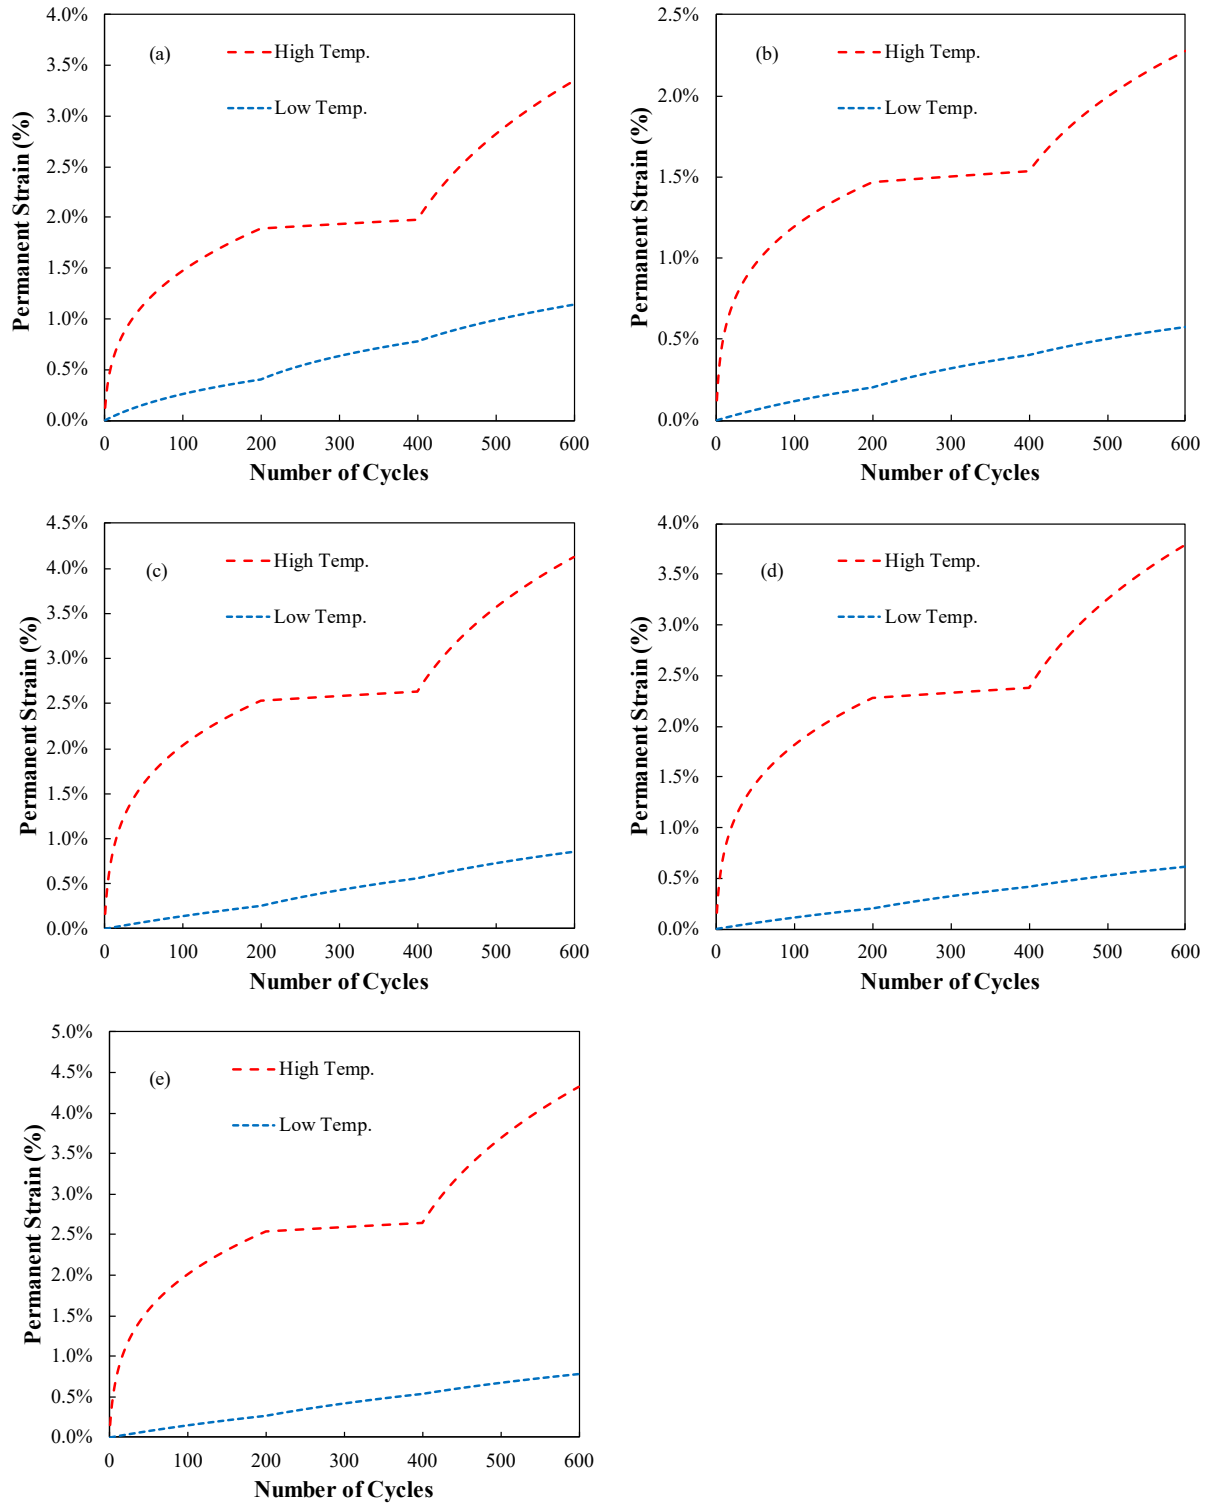 4.0%
3.5%
3.0%
2.5%
2.0%
1.5%
1.0%
0.5%
0.0%
Permanent Strain (%)
(a)
High Temp.
Low Temp.
0 100 200 300 400 500 600
Number of Cycles
2.5%
2.0%
1.5%
1.0%
0.5%
0.0%
Permanent Strain (%)
(b)
High Temp.
Low Temp.
0 100 200 300 400 500 600
Number of Cycles
4.5%
4.0%
3.5%
3.0%
2.5%
2.0%
1.5%
1.0%
0.5%
0.0%
Permanent Strain (%)
(c)
High Temp.
Low Temp.
0 100 200 300 400 500 600
Number of Cycles
4.0%
3.5%
3.0%
2.5%
2.0%
1.5%
1.0%
0.5%
0.0%
Permanent Strain (%)
(d)
High Temp.
Low Temp.
0 100 200 300 400 500 600
Number of Cycles
5.0%
4.5%
4.0%
3.5%
3.0%
2.5%
2.0%
1.5%
1.0%
0.5%
0.0%
Permanent Strain (%)
(e)
High Temp.
Low Temp.
0 100 200 300 400 500 600
Number of Cycles